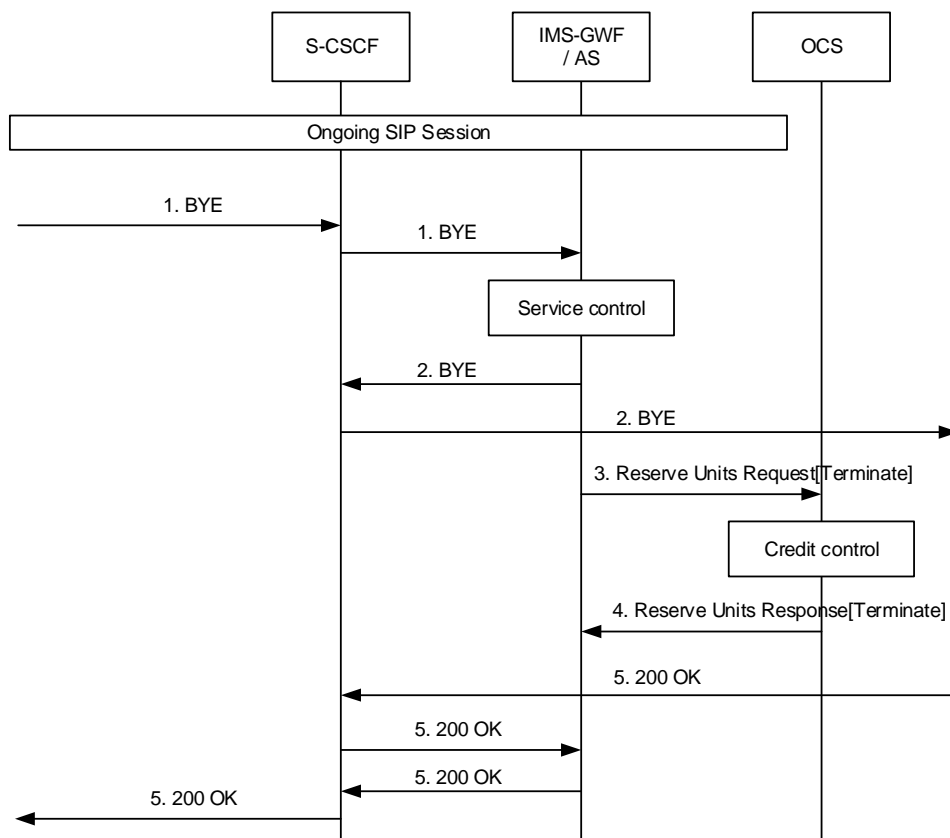 S-CSCF
IMS-GWF
/ AS
OCS
Ongoing SIP Session
1. BYE
1. BYE
Service control
2. BYE
2. BYE
3. Reserve Units Request[Terminate]
Credit control
4. Reserve Units Response[Terminate]
5. 200 OK
5. 200 OK
5. 200 OK
5. 200 OK